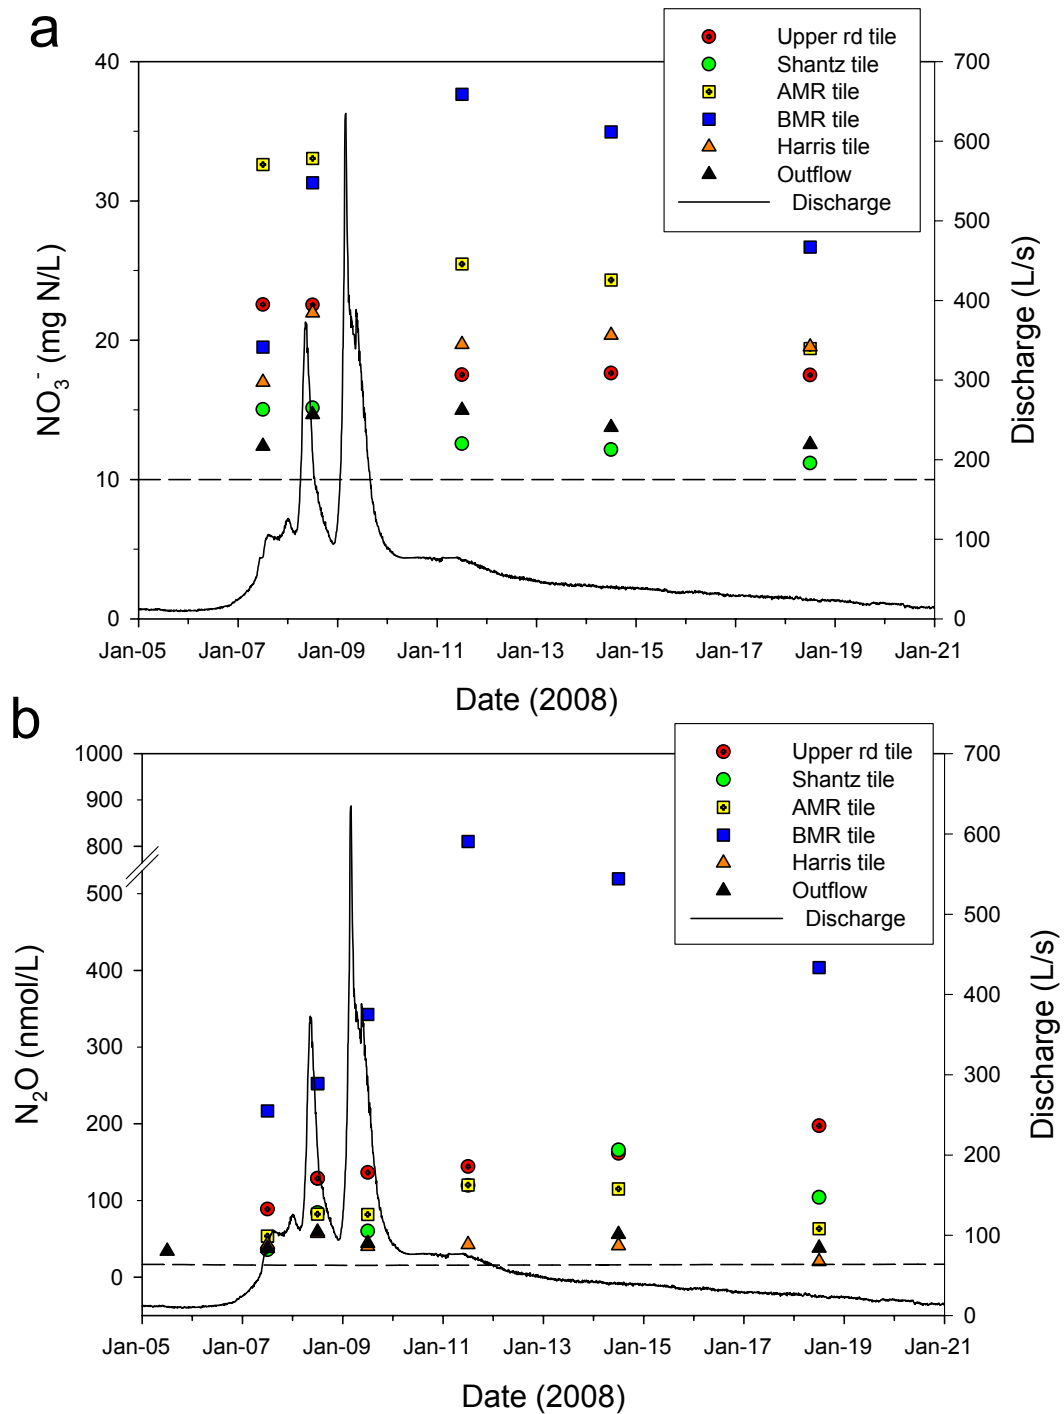 a
Upper rd tile
Shantz tile
AMR tile
BMR tile
Harris tile
Outflow
Discharge
NO3- (mg N/L)
40
30
20
10
0
Discharge (L/s)
700
600
500
400
300
200
100
0
Jan-05 Jan-07 Jan-09 Jan-11 Jan-13 Jan-15 Jan-17 Jan-19 Jan-21
Date (2008)
b
Upper rd tile
Shantz tile
AMR tile
BMR tile
Harris tile
Outflow
Discharge
N2O (nmol/L)
1000
900
800
500
400
300
200
100
0
Discharge (L/s)
700
600
500
400
300
200
100
0
Jan-05 Jan-07 Jan-09 Jan-11 Jan-13 Jan-15 Jan-17 Jan-19 Jan-21
Date (2008)